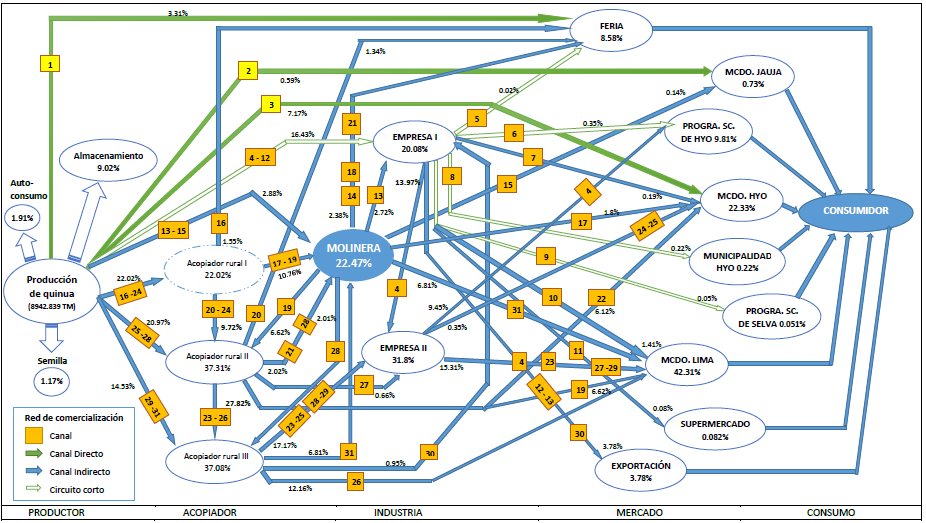 3.31%
FERIA
8.58%
1
1.34%
2
0.59%
MCDO. JAUJA
0.73%
0.02%
0.14%
3
7.17%
5
0.35%
PROGRA. SC.
DE HYO 9.81%
16.43%
21
EMPRESA I
20.08%
6
4 - 12
7
Almacenamiento
9.02%
18
8
4
13.97%
15
MCDO. HYO
22.33%
Auto-
consumo
1.91%
2.88%
14
13
0.19%
2.38%
2.72%
1.8%
CONSUMIDOR
16
17
24 -25
13 - 15
1.55%
MOLINERA
22.47%
0.22%
MUNICIPALIDAD
HYO 0.22%
Acopiador rural I
22.02%
17 - 19
10.76%
9
Producción
de quinua
(8942.839 TM)
22.02%
16 -24
4
6.81%
10
22
0.05%
9.45%
31
6.12%
PROGRA. SC.
DE SELVA 0.051%
20 - 24
20
19
28
2.01%
25 -28
20.97%
9.72%
6.62%
0.35%
21
28
EMPRESA II
31.8%
11
1.41%
Acopiador rural II
37.31%
2.02%
15.31%
4
23
27 -29
MCDO. LIMA
42.31%
Semilla
1.17%
14.53%
29 -31
27
0.66%
12 - 13
19
6.62%
27.82%
28 -29
23 -25
0.08%
SUPERMERCADO
0.082%
23 - 26
30
Red de comercialización
Canal
Canal Directo
Canal Indirecto
Circuito corto
17.17%
6.81%
31
30
3.78%
Acopiador rural III
37.08%
0.95%
26
12.16%
EXPORTACIÓN
3.78%
PRODUCTOR
ACOPIADOR
INDUSTRIA
MERCADO
CONSUMO